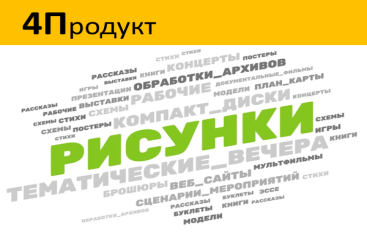 4Продукт
СТИХИ СТИХИ
РАССКАЗЫ КОНЦЕРТЫ ПОСТЕРЫ
ИГРЫ ВЫСТАВКИ КНИГИ ОБРАБОТКИ_АРХИВОВ
ПРЕЗЕНТАЦИИ ДОКУМЕНТАЛЬНЫЕ_ФИЛЬМЫ
РАССКАЗЫ ВЫСТАВКИ РАБОЧИЕ МОДЕЛИ ПЛАН_КАРТЫ
РАБОЧИЕ СТИХИ СХЕМЫ КОМПАКТ_ДИСКИ КОНЦЕРТЫ
СХЕМЫ ПОСТЕРЫ
СХЕМЫ
СТИХИ РИСУНКИ СХЕМЫ
ИГРЫ
ТЕМАТИЧЕСКИЕ_ВЕЧЕРА КНИГИ
БРОШЮРЫ ВЕБ_САЙТЫ МУЛЬТФИЛЬМЫ
СЦЕНАРИИ_МЕРОПРИЯТИЙ СТИХИ
РАССКАЗЫ БУКЛЕТЫ ЭССЕ
ОБРАБОТКИ_АРХИВОВ БУКЛЕТЫ КНИГИ РАССКАЗЫ
МОДЕЛИ